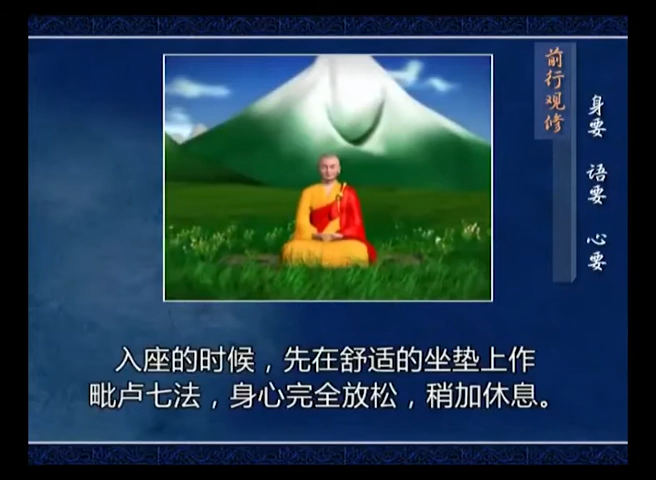 前行观修
身要 语要 心要
入座的时候，先在舒适的坐垫上作
毗卢七法，身心完全放松，稍加休息。